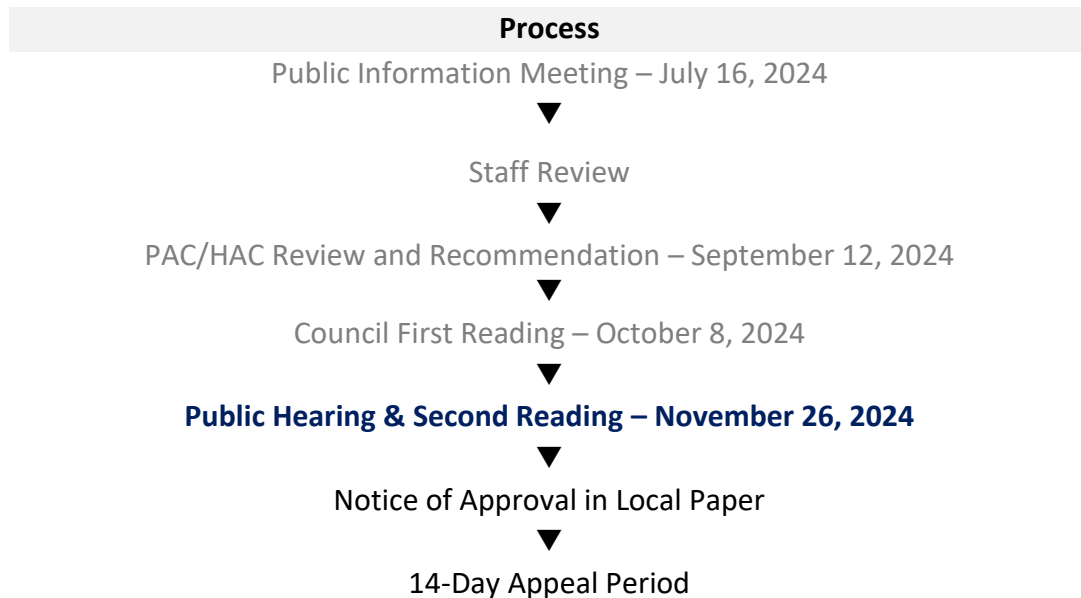 Process
Public Information Meeting – July 16, 2024
Staff Review
PAC/HAC Review and Recommendation – September 12, 2024
Council First Reading – October 8, 2024
Public Hearing & Second Reading – November 26, 2024
Notice of Approval in Local Paper
14-Day Appeal Period